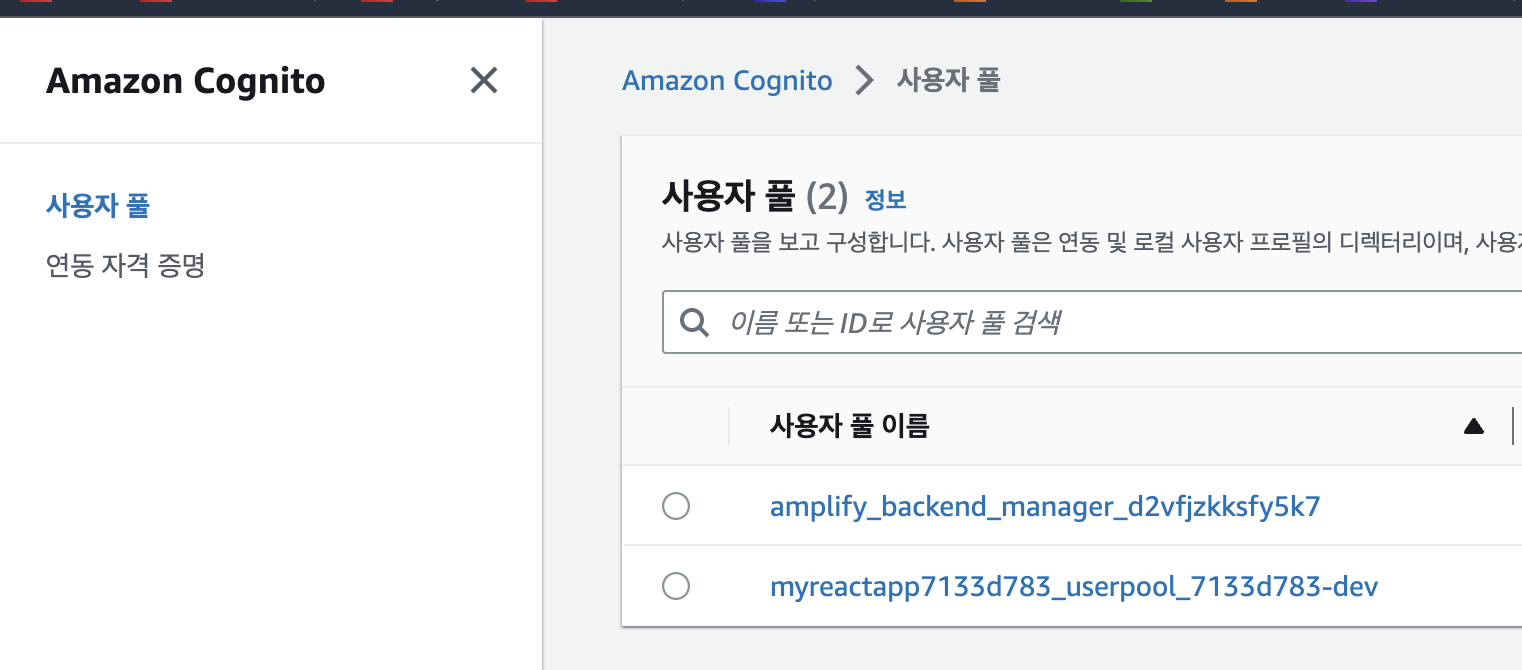 Amazon Cognito
사용자 풀
연동 자격 증명
Amazon Cognito > 사용자 풀
사용자 풀 (2) 정보
사용자 풀을 보고 구성합니다. 사용자 풀은 연동 및 로컬 사용자 프로필의 디렉터리이며,
이름 또는 ID로 사용자 풀 검색
사용자 풀 이름
amplify_backend_manager_d2vfjzkksfy5k7
myreactapp7133d783_userpool_7133d783-dev